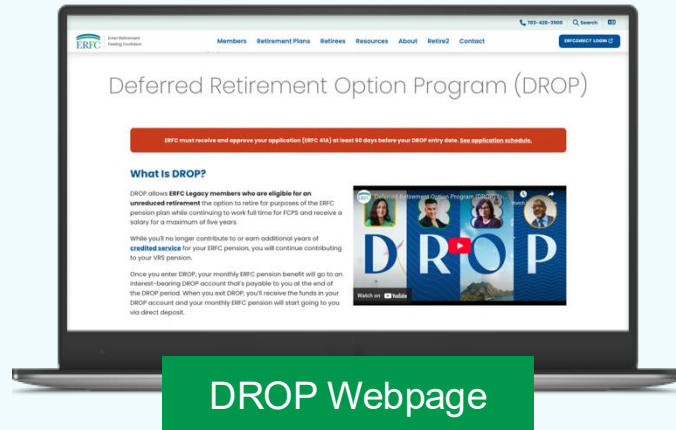 703-426-3900 Search
ERFC
Enter Retirement
Feeling Confident
Members Retirement Plans Retirees Resources About Retire2 Contact
ERFCDIRECT LOGIN
Deferred Retirement Option Program (DROP)
ERFC must receive and approve your application (ERFC 41A) at least 60 days before your DROP entry date. See application schedule.
What Is DROP?
DROP allows ERFC Legacy members who are eligible for an
unreduced retirement the option to retire for purposes of the ERFC
pension plan while continuing to work full time for FCPS and receive a
salary for a maximum of five years.
While you'll no longer contribute to or earn additional years of
credited service for your ERFC pension, you will continue contributing
to your VRS pension.
Once you enter DROP, your monthly ERFC pension benefit will go to an
interest-bearing DROP account that's payable to you at the end of
the DROP period. When you exit DROP, you'll receive the funds in your
DROP account and your monthly ERFC pension will start going to you
via direct deposit.
Deferred Retirement Option Program (DROP)
DROP
Watch on YouTube
DROP Webpage